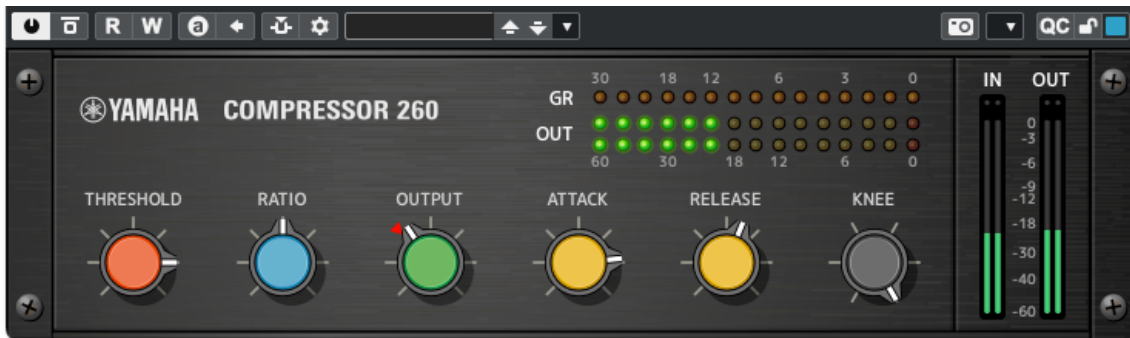 R W a QC
30 18 12 6 3 0
GR
OUT
60 30 18 12 6 0
YAMAHA COMPRESSOR 260
IN OUT
0
-3
-6
-9
-12
-18
-30
-40
-60
THRESHOLD RATIO OUTPUT ATTACK RELEASE KNEE